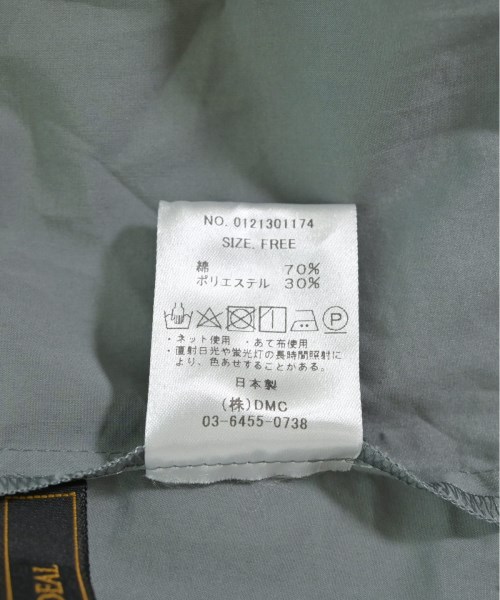 NO. 0121301174
SIZE. FREE
綿 70%
ポリエステル 30%
P
・ネット使用 ・あて布使用
・直射日光や蛍光灯の長時間照射に
より、色あせすることがある。
日本製
(株)DMC
03-6455-0738
DEAL